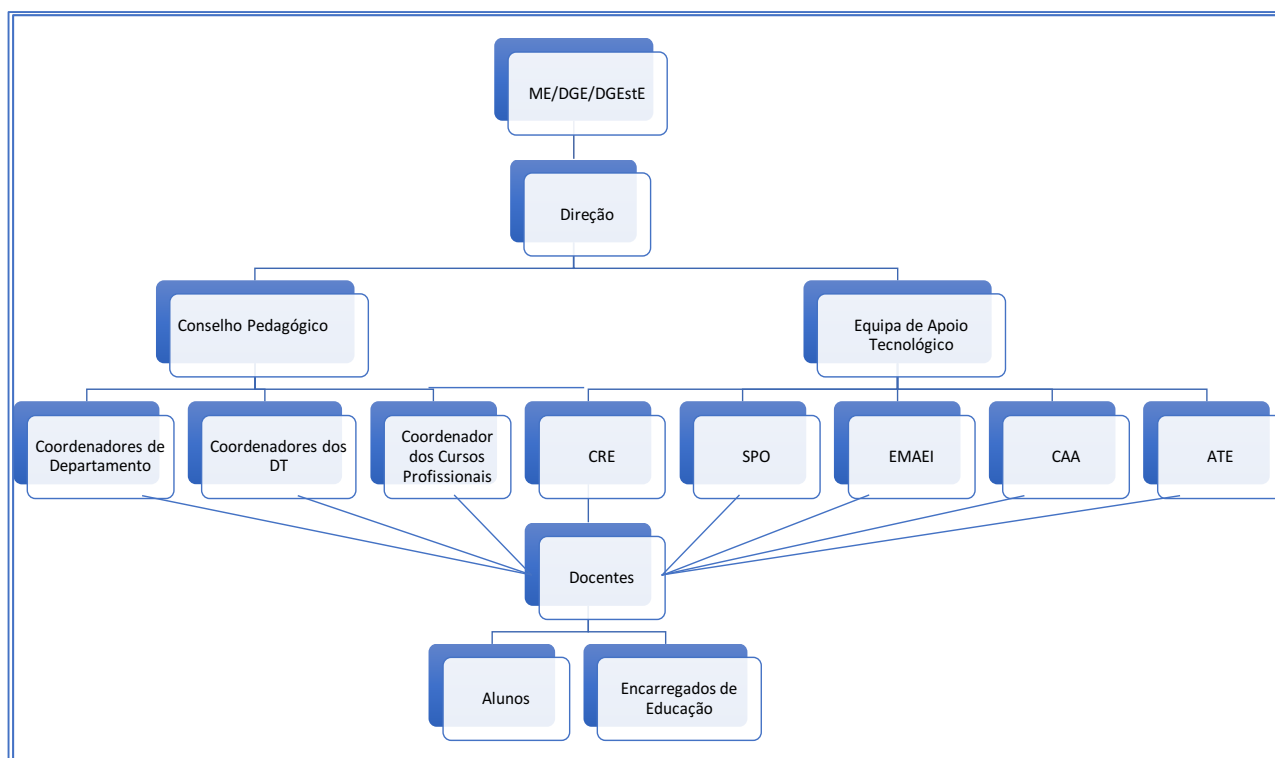 ME/DGE/DGEstE
Direção
Conselho Pedagógico
Equipa de Apoio
Tecnológico
Coordenadores de
Departamento
Coordenadores dos
DT
Coordenador
dos Cursos
Profissionais
CRE
SPO
EMAEI
CAA
ATE
Docentes
Alunos
Encarregados de
Educação